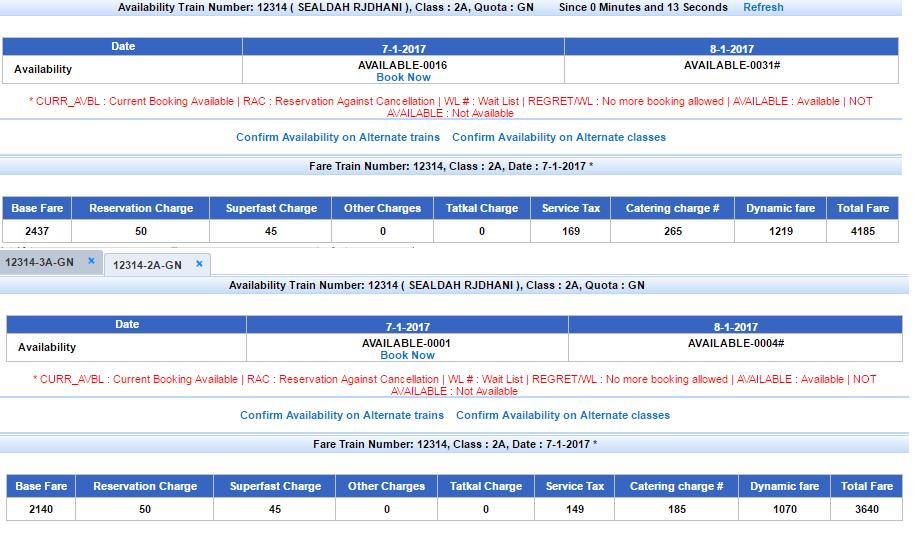 Availability Train Number: 12314 ( SEALDAH RJDHANI ), Class : 2A, Quota : GN Since 0 Minutes and 13 Seconds Refresh
Date 7-1-2017 8-1-2017
Availability AVAILABLE-0016 AVAILABLE-0031#
Book Now
* CURR_AVBL : Current Booking Available | RAC : Reservation Against Cancellation | WL # : Wait List | REGRET/WL : No more booking allowed | AVAILABLE : Available | NOT
AVAILABLE : Not Available
Confirm Availability on Alternate trains Confirm Availability on Alternate classes
Fare Train Number: 12314, Class : 2A, Date : 7-1-2017 *
Base Fare Reservation Charge Superfast Charge Other Charges Tatkal Charge Service Tax Catering charge # Dynamic fare Total Fare
2437 50 45 0 0 169 265 1219 4185
12314-3A-GN × 12314-2A-GN ×
Availability Train Number: 12314 ( SEALDAH RJDHANI ), Class : 2A, Quota : GN
Date 7-1-2017 8-1-2017
Availability AVAILABLE-0001 AVAILABLE-0004#
Book Now
* CURR_AVBL : Current Booking Available | RAC : Reservation Against Cancellation | WL # : Wait List | REGRET/WL : No more booking allowed | AVAILABLE : Available | NOT
AVAILABLE : Not Available
Confirm Availability on Alternate trains Confirm Availability on Alternate classes
Fare Train Number: 12314, Class : 2A, Date : 7-1-2017 *
Base Fare Reservation Charge Superfast Charge Other Charges Tatkal Charge Service Tax Catering charge # Dynamic fare Total Fare
2140 50 45 0 0 149 185 1070 3640